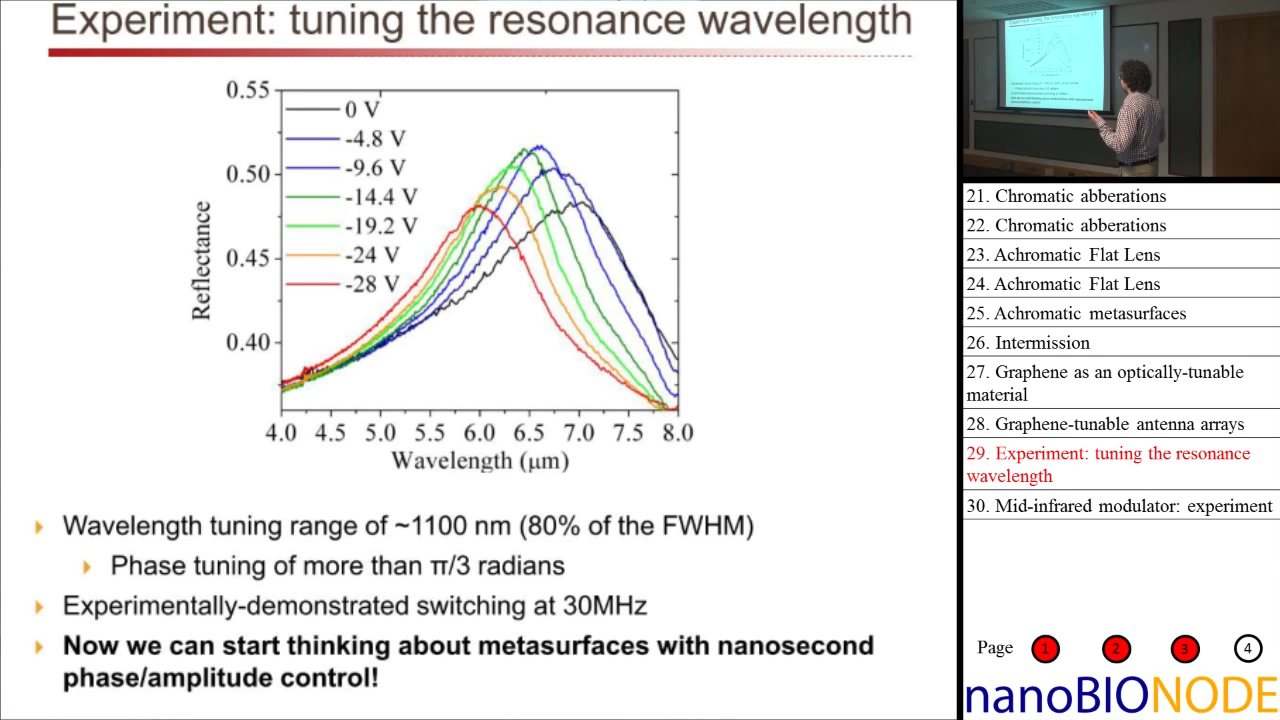 Experiment: tuning the resonance wavelength
0.55
0.50
0.45
0.40
Reflectance
0 V
-4.8 V
-9.6 V
-14.4 V
-19.2 V
-24 V
-28 V
4.0 4.5 5.0 5.5 6.0 6.5 7.0 7.5 8.0
Wavelength (μm)
Wavelength tuning range of ~1100 nm (80% of the FWHM)
Phase tuning of more than π/3 radians
Experimentally-demonstrated switching at 30MHz
Now we can start thinking about metasurfaces with nanosecond
phase/amplitude control!
Experiment: tuning the resonance wavelength
21. Chromatic abberations
22. Chromatic abberations
23. Achromatic Flat Lens
24. Achromatic Flat Lens
25. Achromatic metasurfaces
26. Intermission
27. Graphene as an optically-tunable
material
28. Graphene-tunable antenna arrays
29. Experiment: tuning the resonance
wavelength
30. Mid-infrared modulator: experiment
Page 1 2 3 4
nanoBIONODE